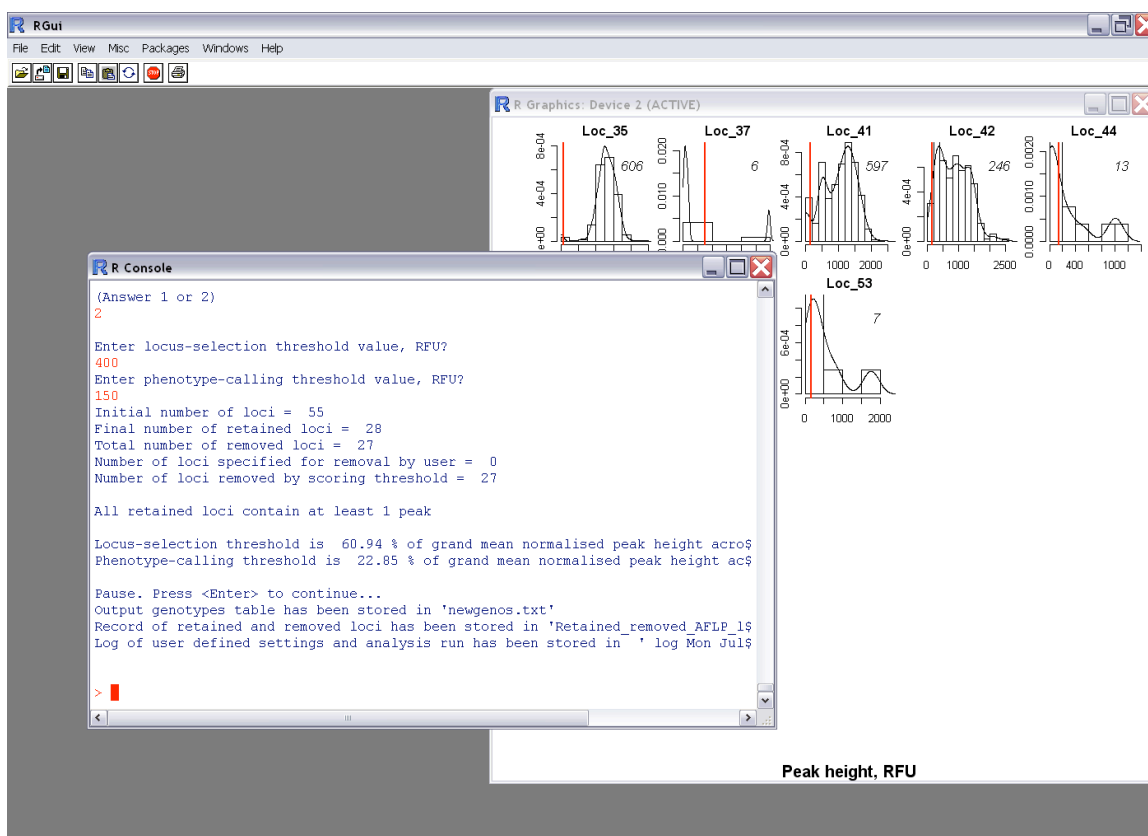 RGui
File Edit View Misc Packages Windows Help
STOP
R Graphics: Device 2 (ACTIVE)
Loc_35 Loc_37 Loc_41 Loc_42 Loc_44
606 6 597 246 13
0e+00 4e-04 8e-04
0.000 0.010 0.020
0e+00 4e-04 8e-04
0e+00 4e-04
0.0000 0.0010 0.0020
0 1000 2000
0 1000 2500
0 400 1000
Loc_53
7
0e+00 6e-04
0 1000 2000
Peak height, RFU
R Console
(Answer 1 or 2)
2
Enter locus-selection threshold value, RFU?
400
Enter phenotype-calling threshold value, RFU?
150
Initial number of loci =  55
Final number of retained loci =  28
Total number of removed loci =  27
Number of loci specified for removal by user =  0
Number of loci removed by scoring threshold =  27
All retained loci contain at least 1 peak
Locus-selection threshold is  60.94 % of grand mean normalised peak height acro$
Phenotype-calling threshold is  22.85 % of grand mean normalised peak height ac$
Pause. Press <Enter> to continue...
Output genotypes table has been stored in 'newgenos.txt'
Record of retained and removed loci has been stored in 'Retained_removed_AFLP_l$
Log of user defined settings and analysis run has been stored in  ' log Mon Jul$
>